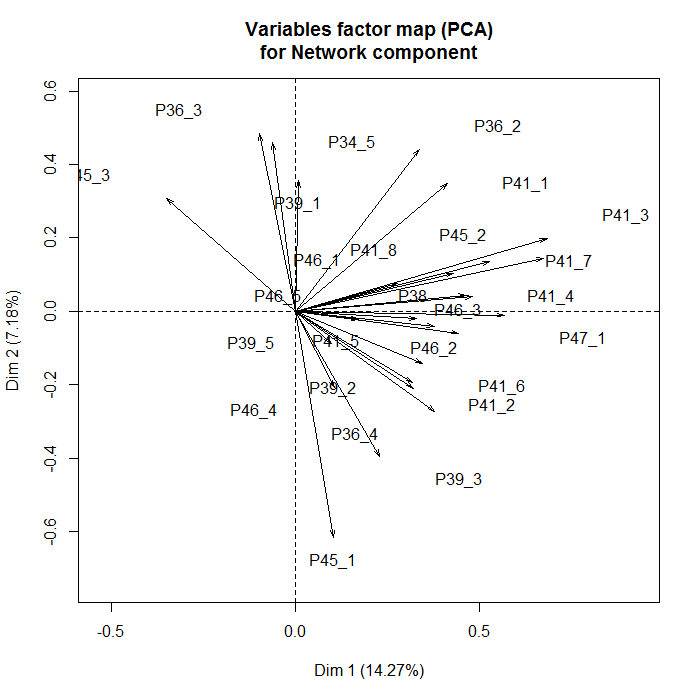 Variables factor map (PCA)
for Network component
0.6
P36_3
P36_2
P34_5
0.4
45_3
P41_1
P39_1
P41_3
0.2
P45_2
P41_8
P46_1
P41_7
P46_5
P38
P41_4
0.0
P46_3
P47_1
P39_5
P41_5
P46_2
-0.2
P39_2
P41_6
P46_4
P41_2
P36_4
-0.4
P39_3
-0.6
P45_1
Dim 2 (7.18%)
-0.5
0.0
0.5
Dim 1 (14.27%)